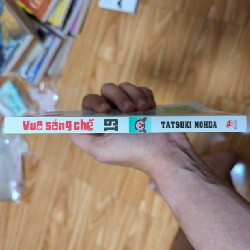 Vua sáng chế 19 TATSUKI NOHDA